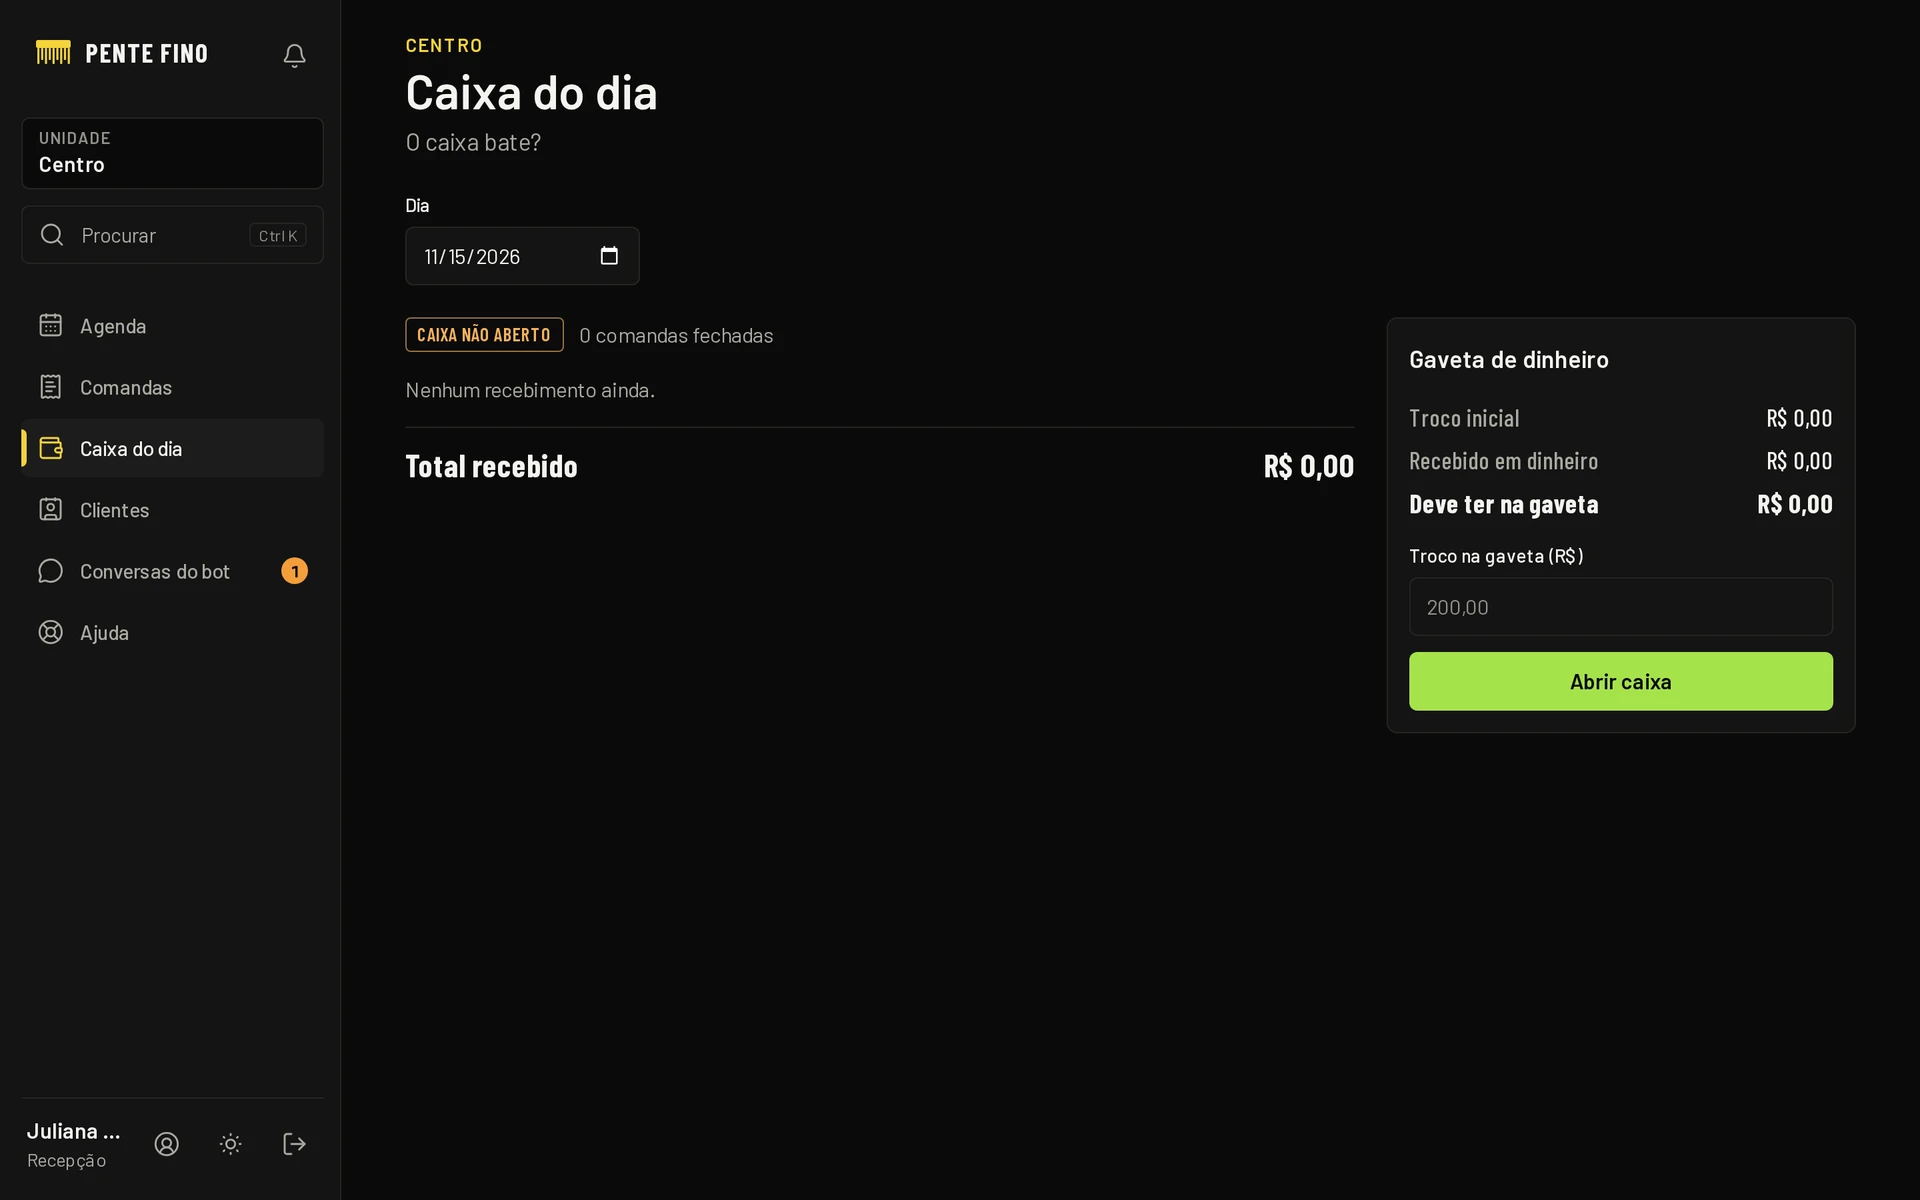 PENTE FINO
UNIDADE
Centro
Procurar
Ctrl K
Agenda
Comandas
Caixa do dia
Clientes
Conversas do bot
1
Ajuda
Juliana ...
Recepção
CENTRO
Caixa do dia
O caixa bate?
Dia
11/15/2026
CAIXA NÃO ABERTO
0 comandas fechadas
Nenhum recebimento ainda.
Total recebido
R$ 0,00
Gaveta de dinheiro
Troco inicial
R$ 0,00
Recebido em dinheiro
R$ 0,00
Deve ter na gaveta
R$ 0,00
Troco na gaveta (R$)
200,00
Abrir caixa